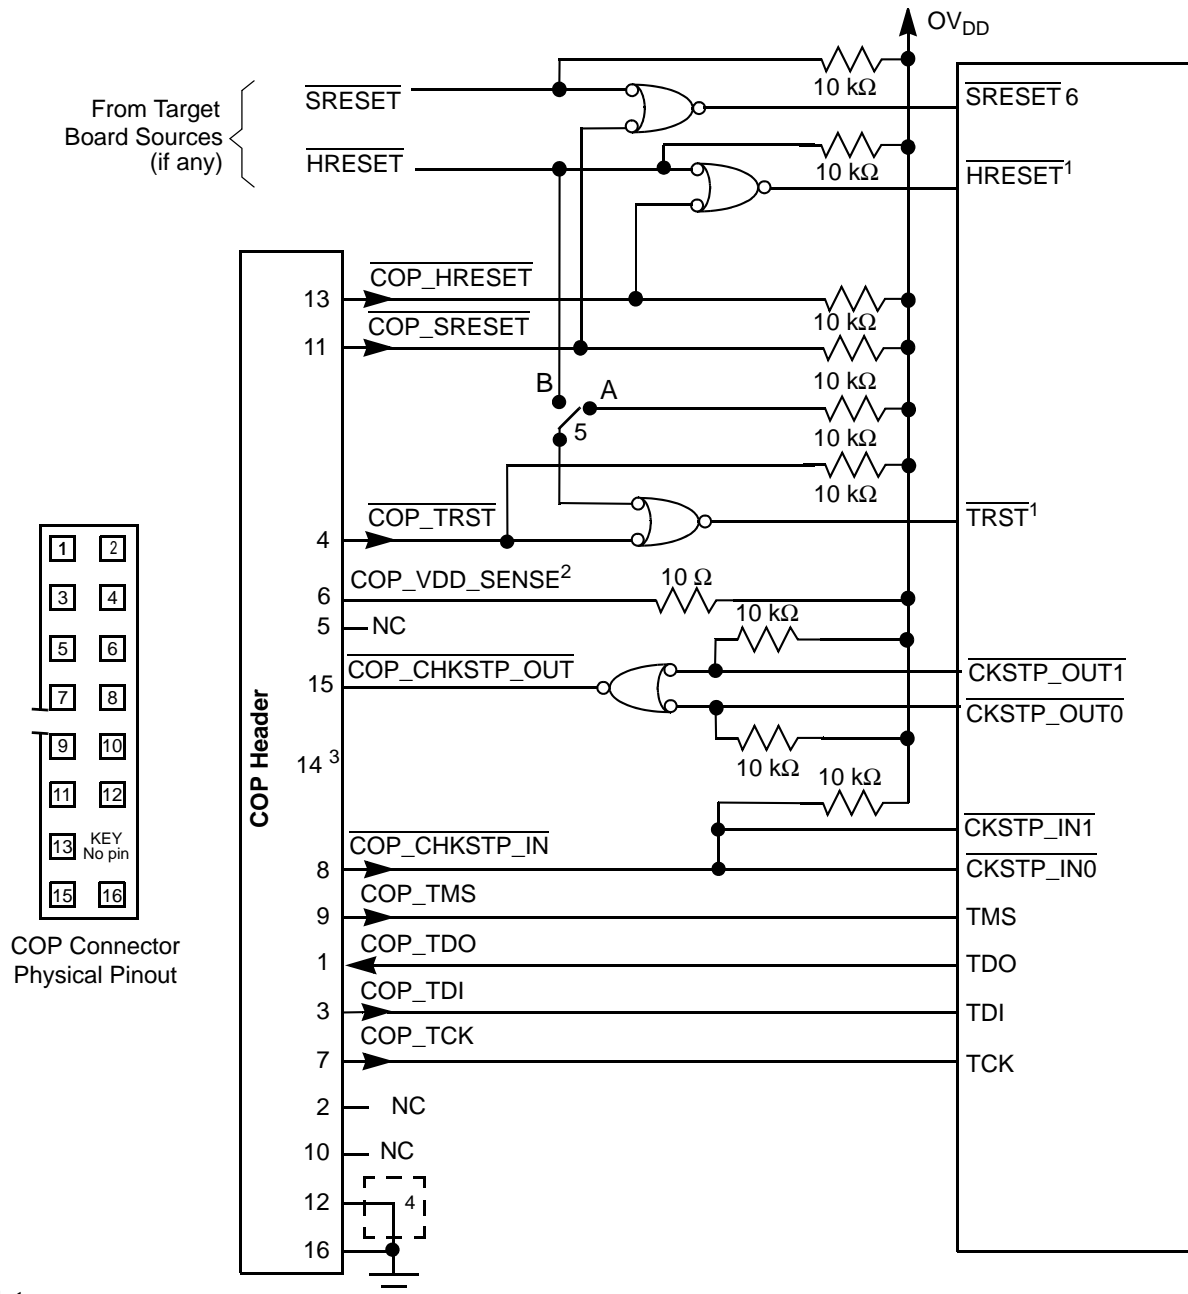 OVDD
10 kΩ
From Target
Board Sources
(if any)
SRESET
SRESET 6
HRESET
10 kΩ
HRESET1
COP_HRESET
13
10 kΩ
COP_SRESET
11
10 kΩ
B
A
5
10 kΩ
10 kΩ
COP_TRST
4
TRST1
COP_VDD_SENSE2
10 Ω
6
5
NC
10 kΩ
COP_CHKSTP_OUT
15
CKSTP_OUT1
CKSTP_OUT0
COP Header
14 3
10 kΩ
10 kΩ
CKSTP_IN1
COP_CHKSTP_IN
8
CKSTP_IN0
COP_TMS
9
TMS
COP_TDO
1
TDO
COP_TDI
3
TDI
COP_TCK
7
TCK
2
NC
10
NC
12
4
16
1 2
3 4
5 6
7 8
9 10
11 12
13 KEY
No pin
15 16
COP Connector
Physical Pinout